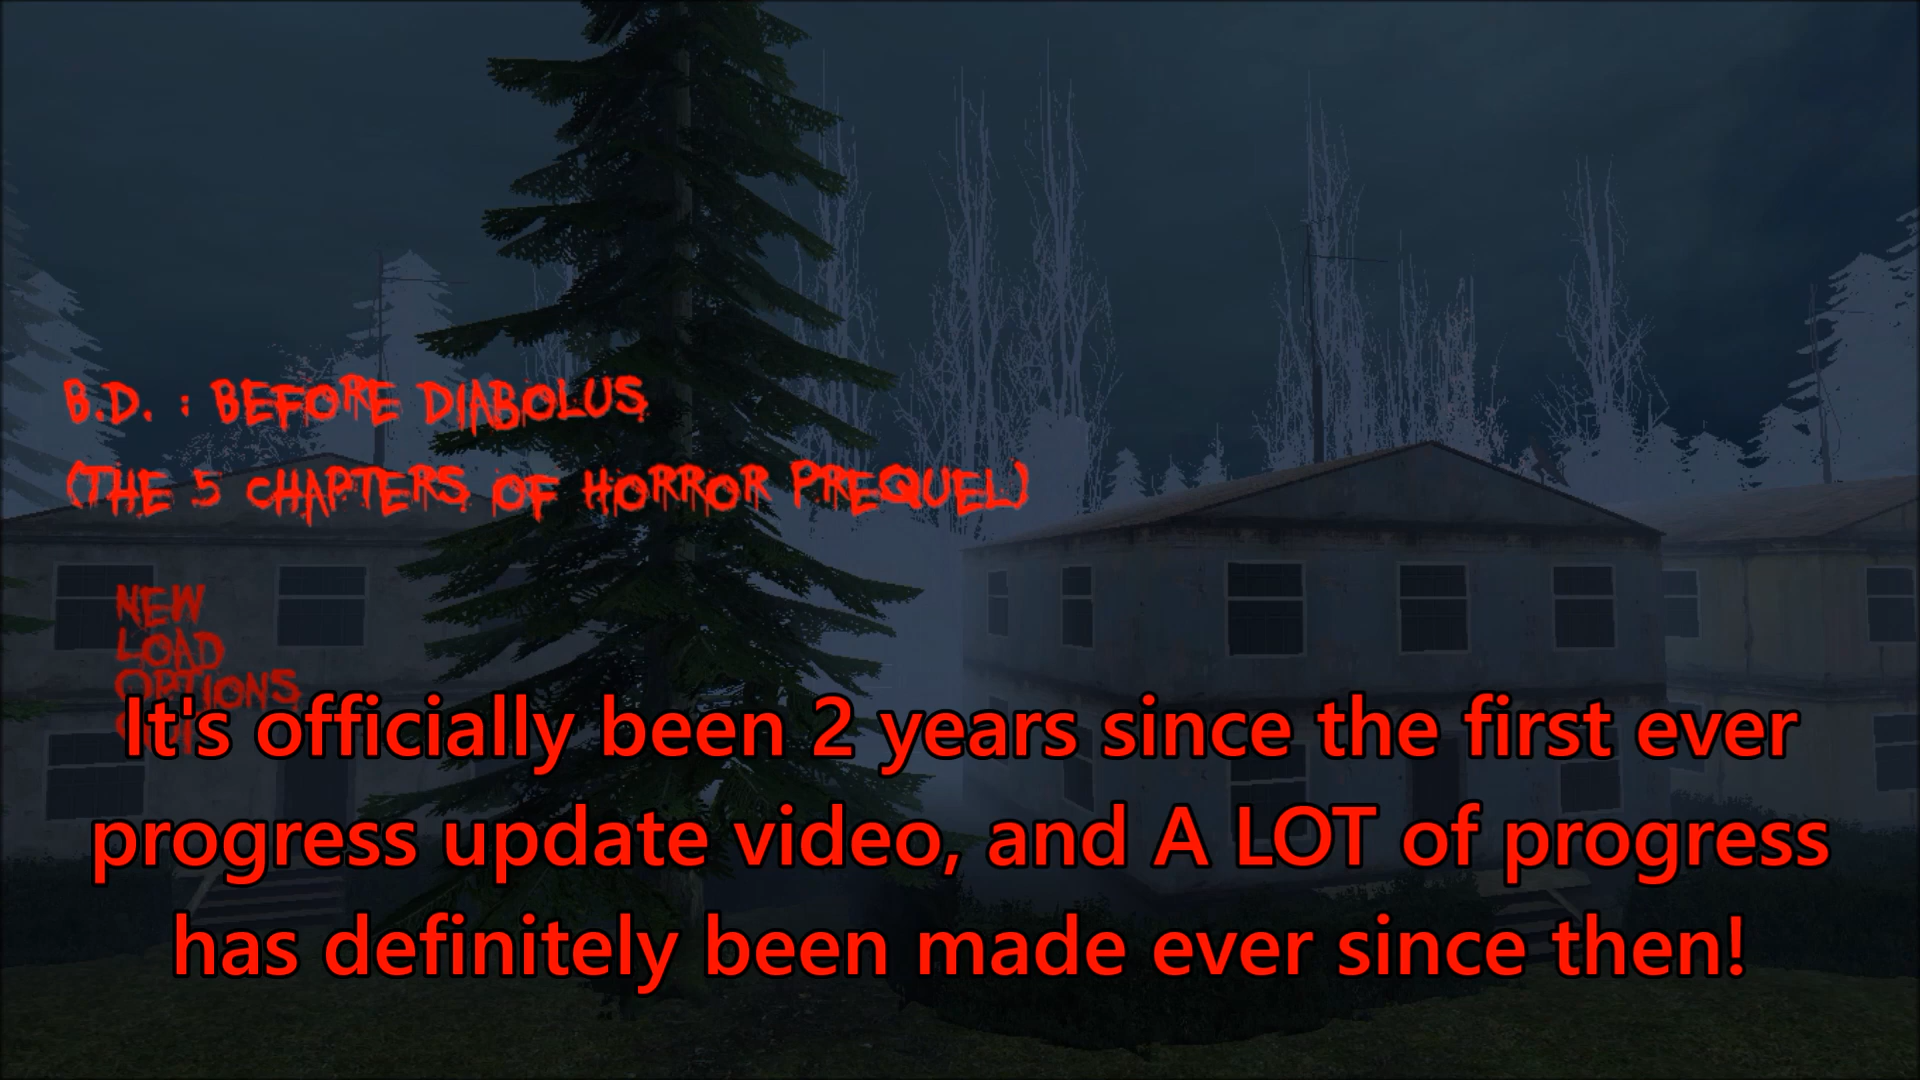 B.D. : BEFORE DIABOLUS
(THE 5 CHAPTERS OF HORROR PREQUEL)
NEW
LOAD
OPTIONS
It's officially been 2 years since the first ever
progress update video, and A LOT of progress
has definitely been made ever since then!